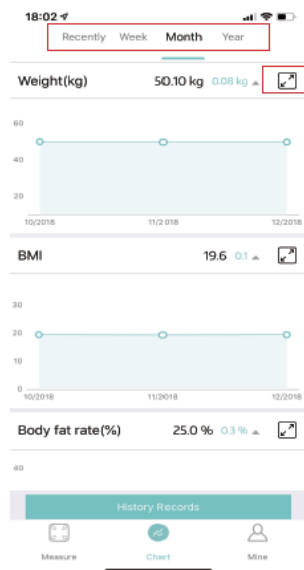 18:02
Recently Week Month Year
Weight(kg) 50.10 kg 0.08 kg
60
40
20
10/2018 11/2018 12/2018
BMI 19.6 0.1
30
20
10
0
10/2018 11/2018 12/2018
Body fat rate(%) 25.0 % 0.3 %
40
History Records
Measure Chart Mine